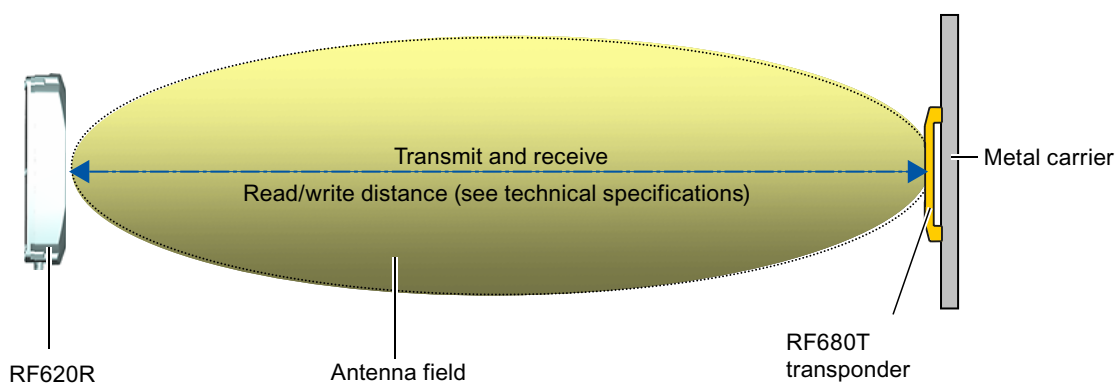 Transmit and receive
Metal carrier
Read/write distance (see technical specifications)
RF680T
transponder
RF620R
Antenna field